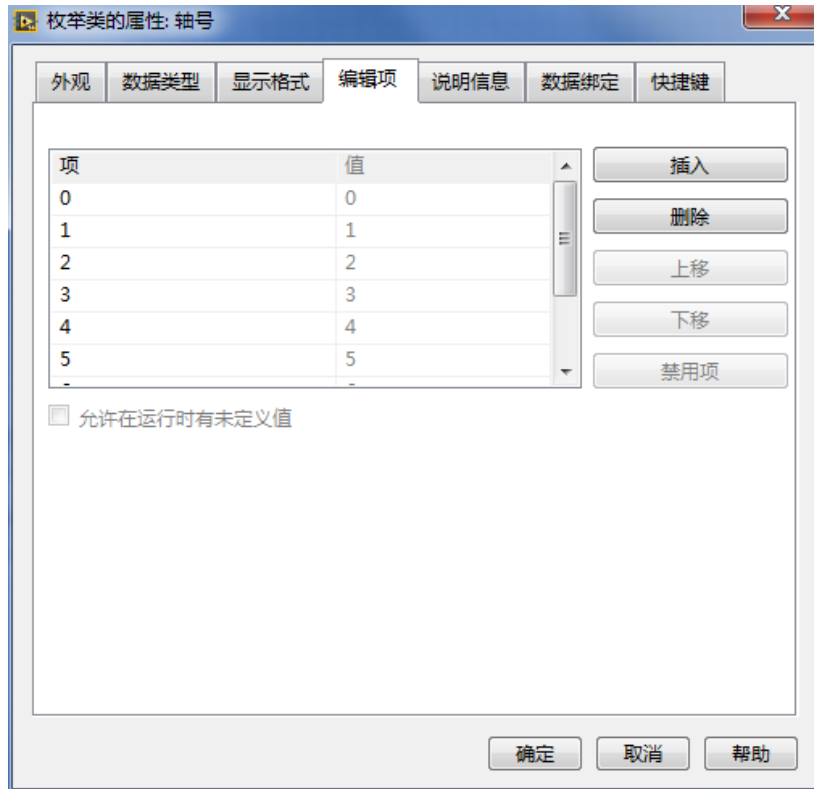 枚举类的属性: 轴号
外观 数据类型 显示格式 编辑项 说明信息 数据绑定 快捷键
项 值
0 0
1 1
2 2
3 3
4 4
5 5
插入
删除
上移
下移
禁用项
允许在运行时有未定义值
确定 取消 帮助